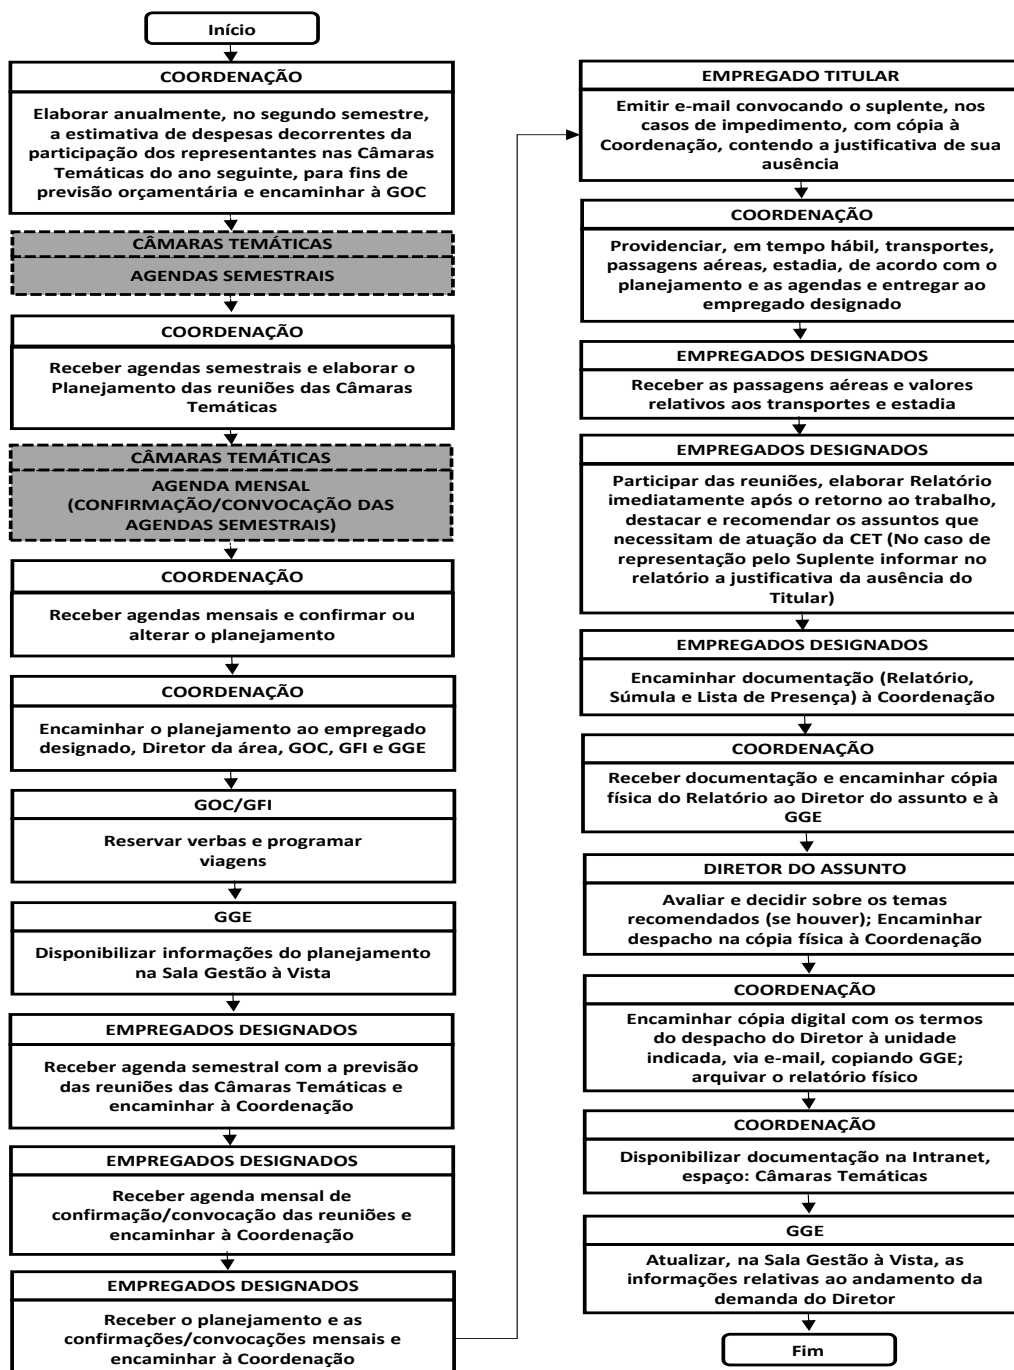 Início
COORDENAÇÃO
Elaborar anualmente, no segundo semestre,
a estimativa de despesas decorrentes da
participação dos representantes nas Câmaras
Temáticas do ano seguinte, para fins de
previsão orçamentária e encaminhar à GOC
CÂMARAS TEMÁTICAS
AGENDAS SEMESTRAIS
COORDENAÇÃO
Receber agendas semestrais e elaborar o
Planejamento das reuniões das Câmaras
Temáticas
CÂMARAS TEMÁTICAS
AGENDA MENSAL
(CONFIRMAÇÃO/CONVOCAÇÃO DAS
AGENDAS SEMESTRAIS)
COORDENAÇÃO
Receber agendas mensais e confirmar ou
alterar o planejamento
COORDENAÇÃO
Encaminhar o planejamento ao empregado
designado, Diretor da área, GOC, GFI e GGE
GOC/GFI
Reservar verbas e programar
viagens
GGE
Disponibilizar informações do planejamento
na Sala Gestão à Vista
EMPREGADOS DESIGNADOS
Receber agenda semestral com a previsão
das reuniões das Câmaras Temáticas e
encaminhar à Coordenação
EMPREGADOS DESIGNADOS
Receber agenda mensal de
confirmação/convocação das reuniões e
encaminhar à Coordenação
EMPREGADOS DESIGNADOS
Receber o planejamento e as
confirmações/convocações mensais e
encaminhar à Coordenação
EMPREGADO TITULAR
Emitir e-mail convocando o suplente, nos
casos de impedimento, com cópia à
Coordenação, contendo a justificativa de sua
ausência
COORDENAÇÃO
Providenciar, em tempo hábil, transportes,
passagens aéreas, estadia, de acordo com o
planejamento e as agendas e entregar ao
empregado designado
EMPREGADOS DESIGNADOS
Receber as passagens aéreas e valores
relativos aos transportes e estadia
EMPREGADOS DESIGNADOS
Participar das reuniões, elaborar Relatório
imediatamente após o retorno ao trabalho,
destacar e recomendar os assuntos que
necessitam de atuação da CET (No caso de
representação pelo Suplente informar no
relatório a justificativa da ausência do
Titular)
EMPREGADOS DESIGNADOS
Encaminhar documentação (Relatório,
Súmula e Lista de Presença) à Coordenação
COORDENAÇÃO
Receber documentação e encaminhar cópia
física do Relatório ao Diretor do assunto e à
GGE
DIRETOR DO ASSUNTO
Avaliar e decidir sobre os temas
recomendados (se houver); Encaminhar
despacho na cópia física à Coordenação
COORDENAÇÃO
Encaminhar cópia digital com os termos
do despacho do Diretor à unidade
indicada, via e-mail, copiando GGE;
arquivar o relatório físico
COORDENAÇÃO
Disponibilizar documentação na Intranet,
espaço: Câmaras Temáticas
GGE
Atualizar, na Sala Gestão à Vista, as
informações relativas ao andamento da
demanda do Diretor
Fim